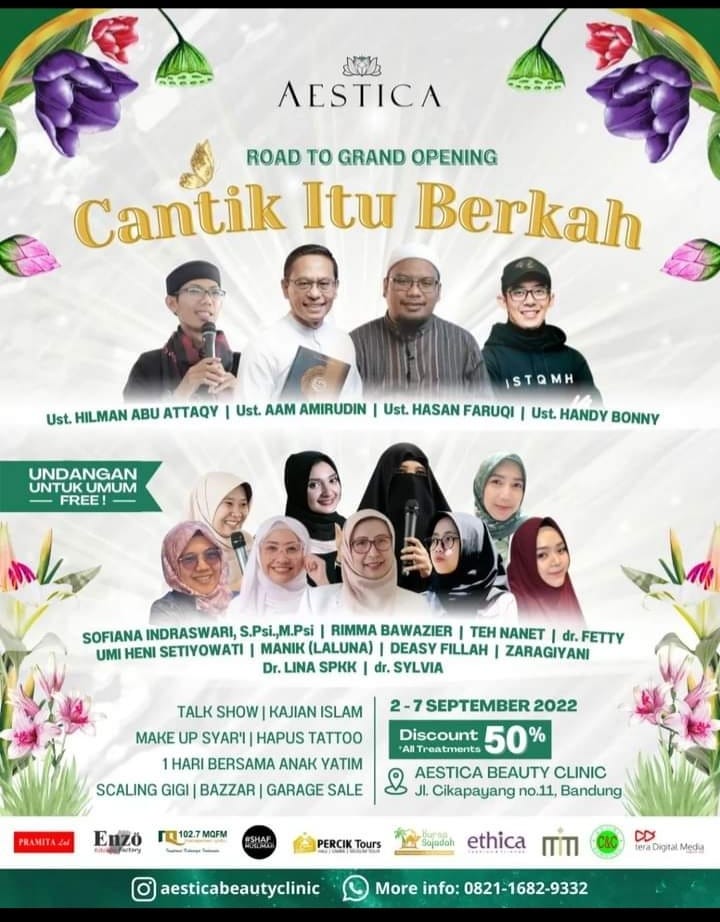 AESTICA
ROAD TO GRAND OPENING
Cantik Itu Berkah
ISTQMH
Ust. HILMAN ABU ATTAQY | Ust. AAM AMIRUDIN | Ust. HASAN FARUQI | Ust. HANDY BONNY
UNDANGAN
UNTUK UMUM
FREE !
SOFIANA INDRASWARI, S.Psi.,M.Psi | RIMMA BAWAZIER | TEH NANET | dr. FETTY
UMI HENI SETIYOWATI | MANIK (LALUNA) | DEASY FILLAH | ZARAGIYANI
Dr. LINA SPKK | dr. SYLVIA
TALK SHOW | KAJIAN ISLAM
MAKE UP SYAR'I | HAPUS TATTOO
1 HARI BERSAMA ANAK YATIM
SCALING GIGI | BAZZAR | GARAGE SALE
2 - 7 SEPTEMBER 2022
Discount 50%
*All Treatments
AESTICA BEAUTY CLINIC
Jl. Cikapayang no.11, Bandung
PRAMITA Lab
Enzö
102.7 MQFM
#SHAF
MUSLIMAH
PERCIK Tours
Bursa
Sajadah
ethica
C&C
tera Digital Media
aesticabeautyclinic
More info: 0821-1682-9332